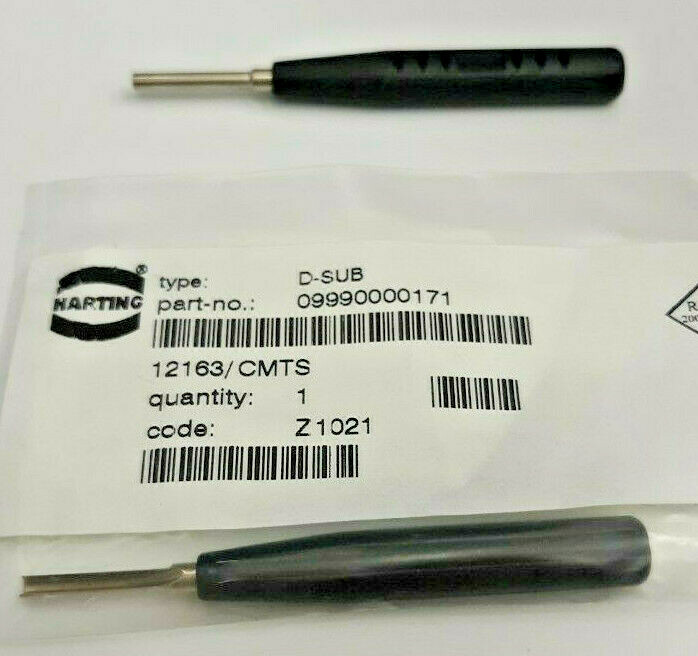 HARTING®
type: D-SUB
part-no.: 09990000171
12163/CMTS
quantity: 1
code: Z1021